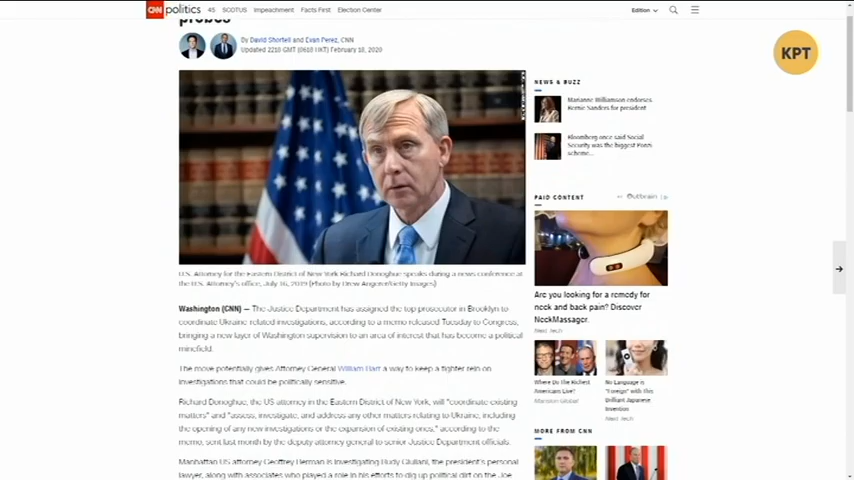 CNN politics 45 SCOTUS Impeachment Facts First Election Center Edition
probes
By David Shortell and Evan Perez, CNN
Updated 2218 GMT (0618 HKT) February 18, 2020
KPT
NEWS & BUZZ
Marianne Williamson endorses
Bernie Sanders for president
Bloomberg once said Social
Security was the biggest Ponzi
scheme...
PAID CONTENT
Outbrain
Are you looking for a remedy for
neck and back pain? Discover
NeckMassager.
Next Tech
Where Do the Richest
Americans Live?
Mansion Global
No Language is
"Foreign" with This
Brilliant Japanese
Invention
Next Tech
MORE FROM CNN
U.S. Attorney for the Eastern District of New York Richard Donoghue speaks during a news conference at
the U.S. Attorney's office, July 16, 2019 (Photo by Drew Angerer/Getty Images)
Washington (CNN) — The Justice Department has assigned the top prosecutor in Brooklyn to
coordinate Ukraine-related investigations, according to a memo released Tuesday to Congress,
bringing a new layer of Washington supervision to an area of interest that has become a political
minefield.
The move potentially gives Attorney General William Barr a way to keep a tighter rein on
investigations that could be politically sensitive.
Richard Donoghue, the US attorney in the Eastern District of New York, will "coordinate existing
matters" and "assess, investigate, and address any other matters relating to Ukraine, including
the opening of any new investigations or the expansion of existing ones," according to the
memo, sent last month by the deputy attorney general to senior Justice Department officials.
Manhattan US attorney Geoffrey Berman is investigating Rudy Giuliani, the president's personal
lawyer, along with associates who played a role in his efforts to dig up political dirt on the Joe